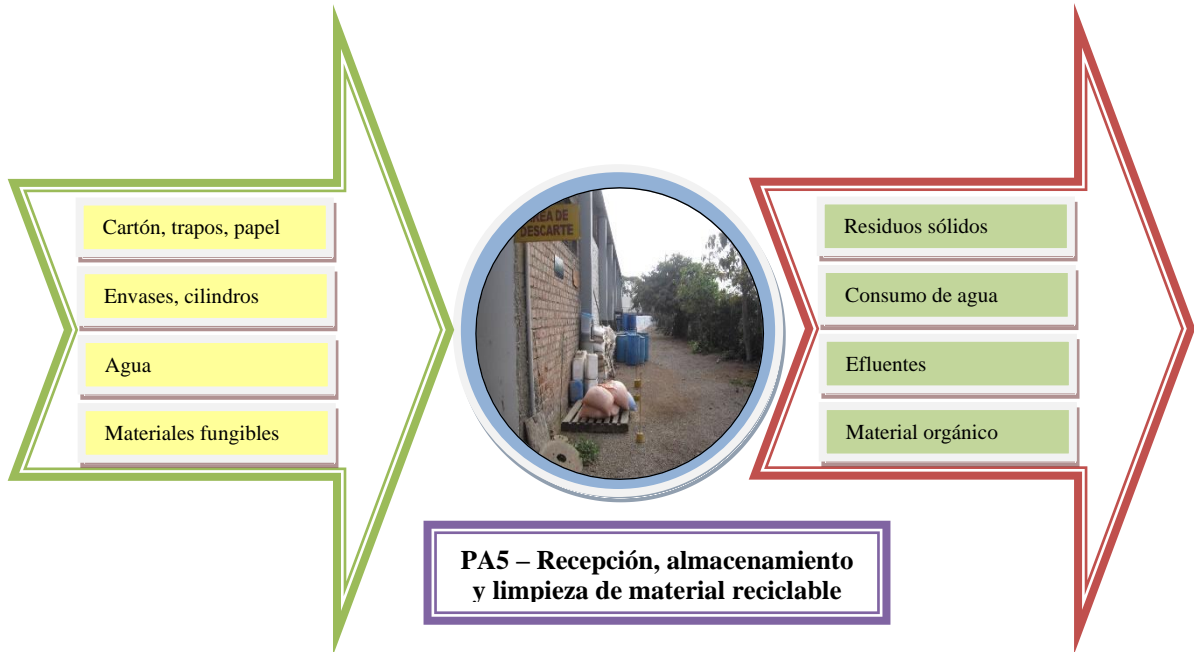 Cartón, trapos, papel
Envases, cilindros
Agua
Materiales fungibles
ÁREA DE
DESCARTE
Residuos sólidos
Consumo de agua
Efluentes
Material orgánico
PA5 – Recepción, almacenamiento
y limpieza de material reciclable